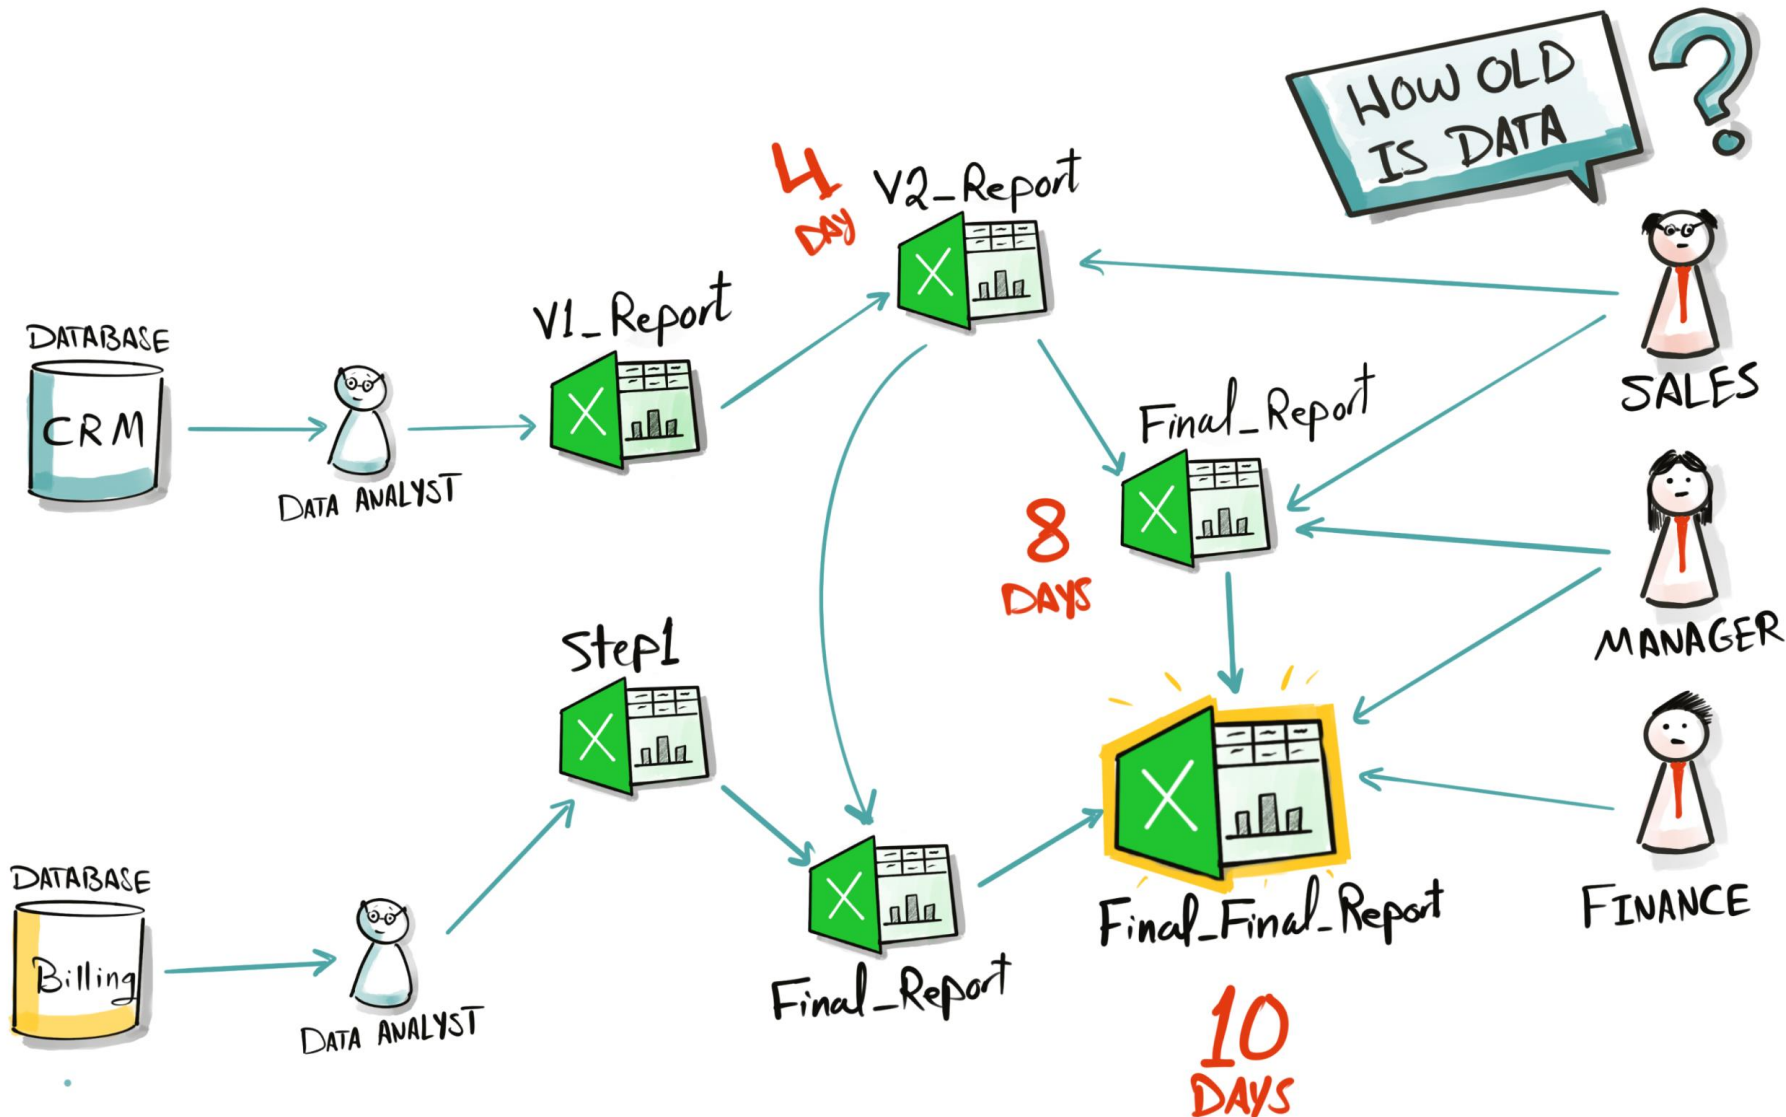 HOW OLD
IS DATA
?
4
DAY
V2_Report
V1_Report
DATABASE
CRM
DATA ANALYST
SALES
Final_Report
8
DAYS
MANAGER
Step1
DATABASE
Billing
DATA ANALYST
Final_Report
Final_Final_Report
FINANCE
10
DAYS